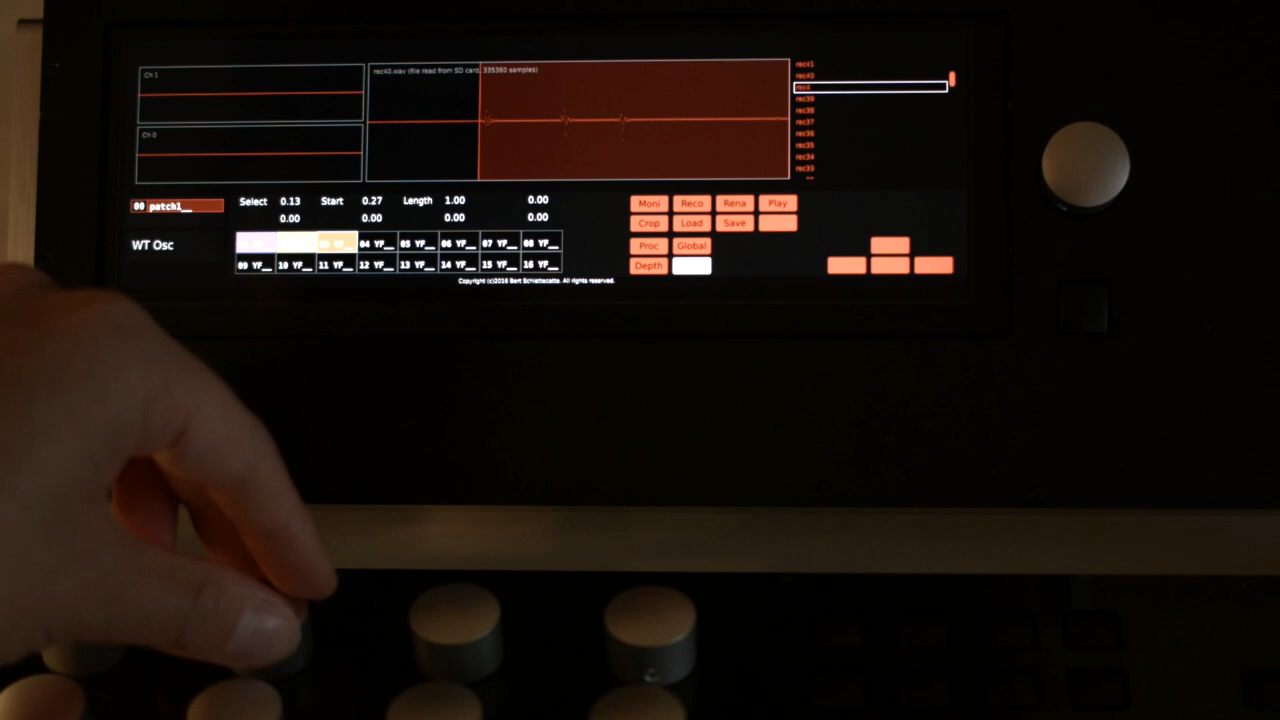 Ch 1
rec40.wav (file read from SD card, 335360 samples)
rec41
rec40
rec4
rec39
rec38
rec37
rec36
rec35
rec34
rec33
Ch 0
00 patch1__
Select 0.13 Start 0.27 Length 1.00 0.00
0.00 0.00 0.00 0.00
WT Osc
YF__ 04 YF__ 05 YF__ 06 YF__ 07 YF__ 08 YF__
09 YF__ 10 YF__ 11 YF__ 12 YF__ 13 YF__ 14 YF__ 15 YF__ 16 YF__
Moni Reco Rena Play
Crop Load Save
Proc Global
Depth
Copyright (c)2016 Bert Schiettecatte. All rights reserved.